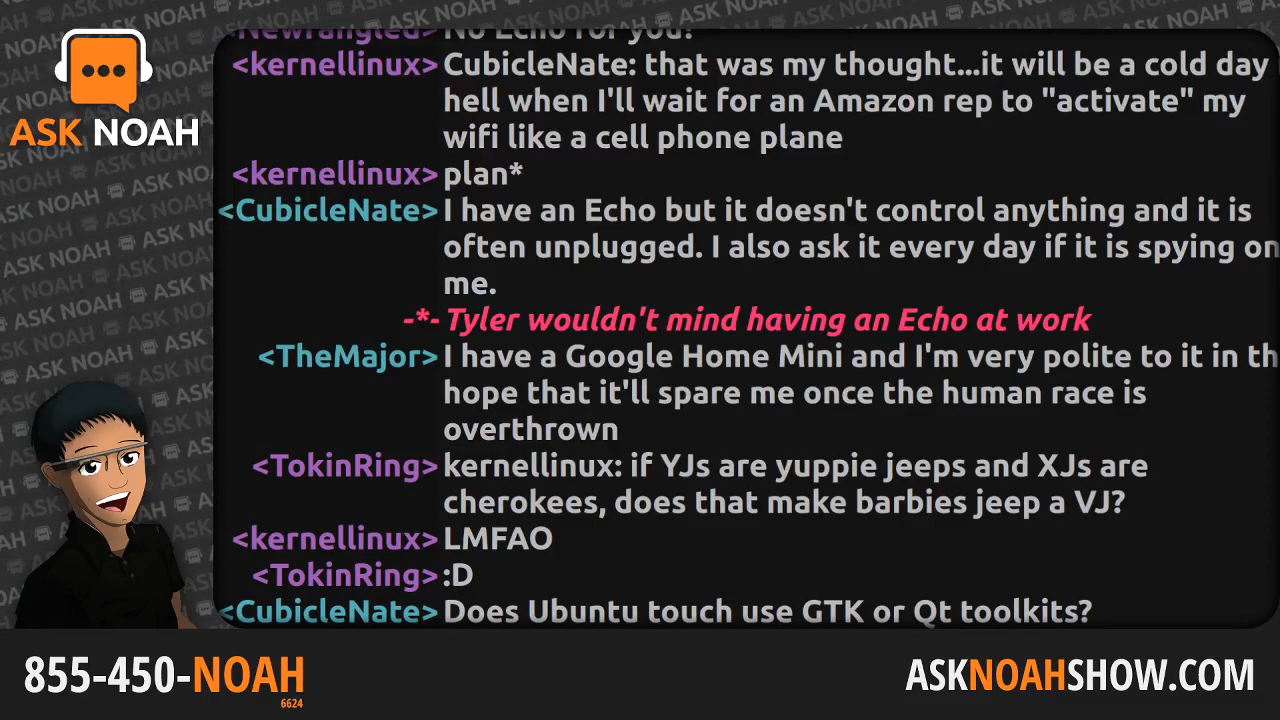 ASK NOAH
Newfangled> No Echo for you!
<kernellinux> CubicleNate: that was my thought...it will be a cold day
hell when I'll wait for an Amazon rep to "activate" my
wifi like a cell phone plane
<kernellinux> plan*
<CubicleNate> I have an Echo but it doesn't control anything and it is
often unplugged. I also ask it every day if it is spying on
me.
-*- Tyler wouldn't mind having an Echo at work
<TheMajor> I have a Google Home Mini and I'm very polite to it in th
hope that it'll spare me once the human race is
overthrown
<TokinRing> kernellinux: if YJs are yuppie jeeps and XJs are
cherokees, does that make barbies jeep a VJ?
<kernellinux> LMFAO
<TokinRing> :D
<CubicleNate> Does Ubuntu touch use GTK or Qt toolkits?
855-450-NOAH
6624
ASKNOAHSHOW.COM